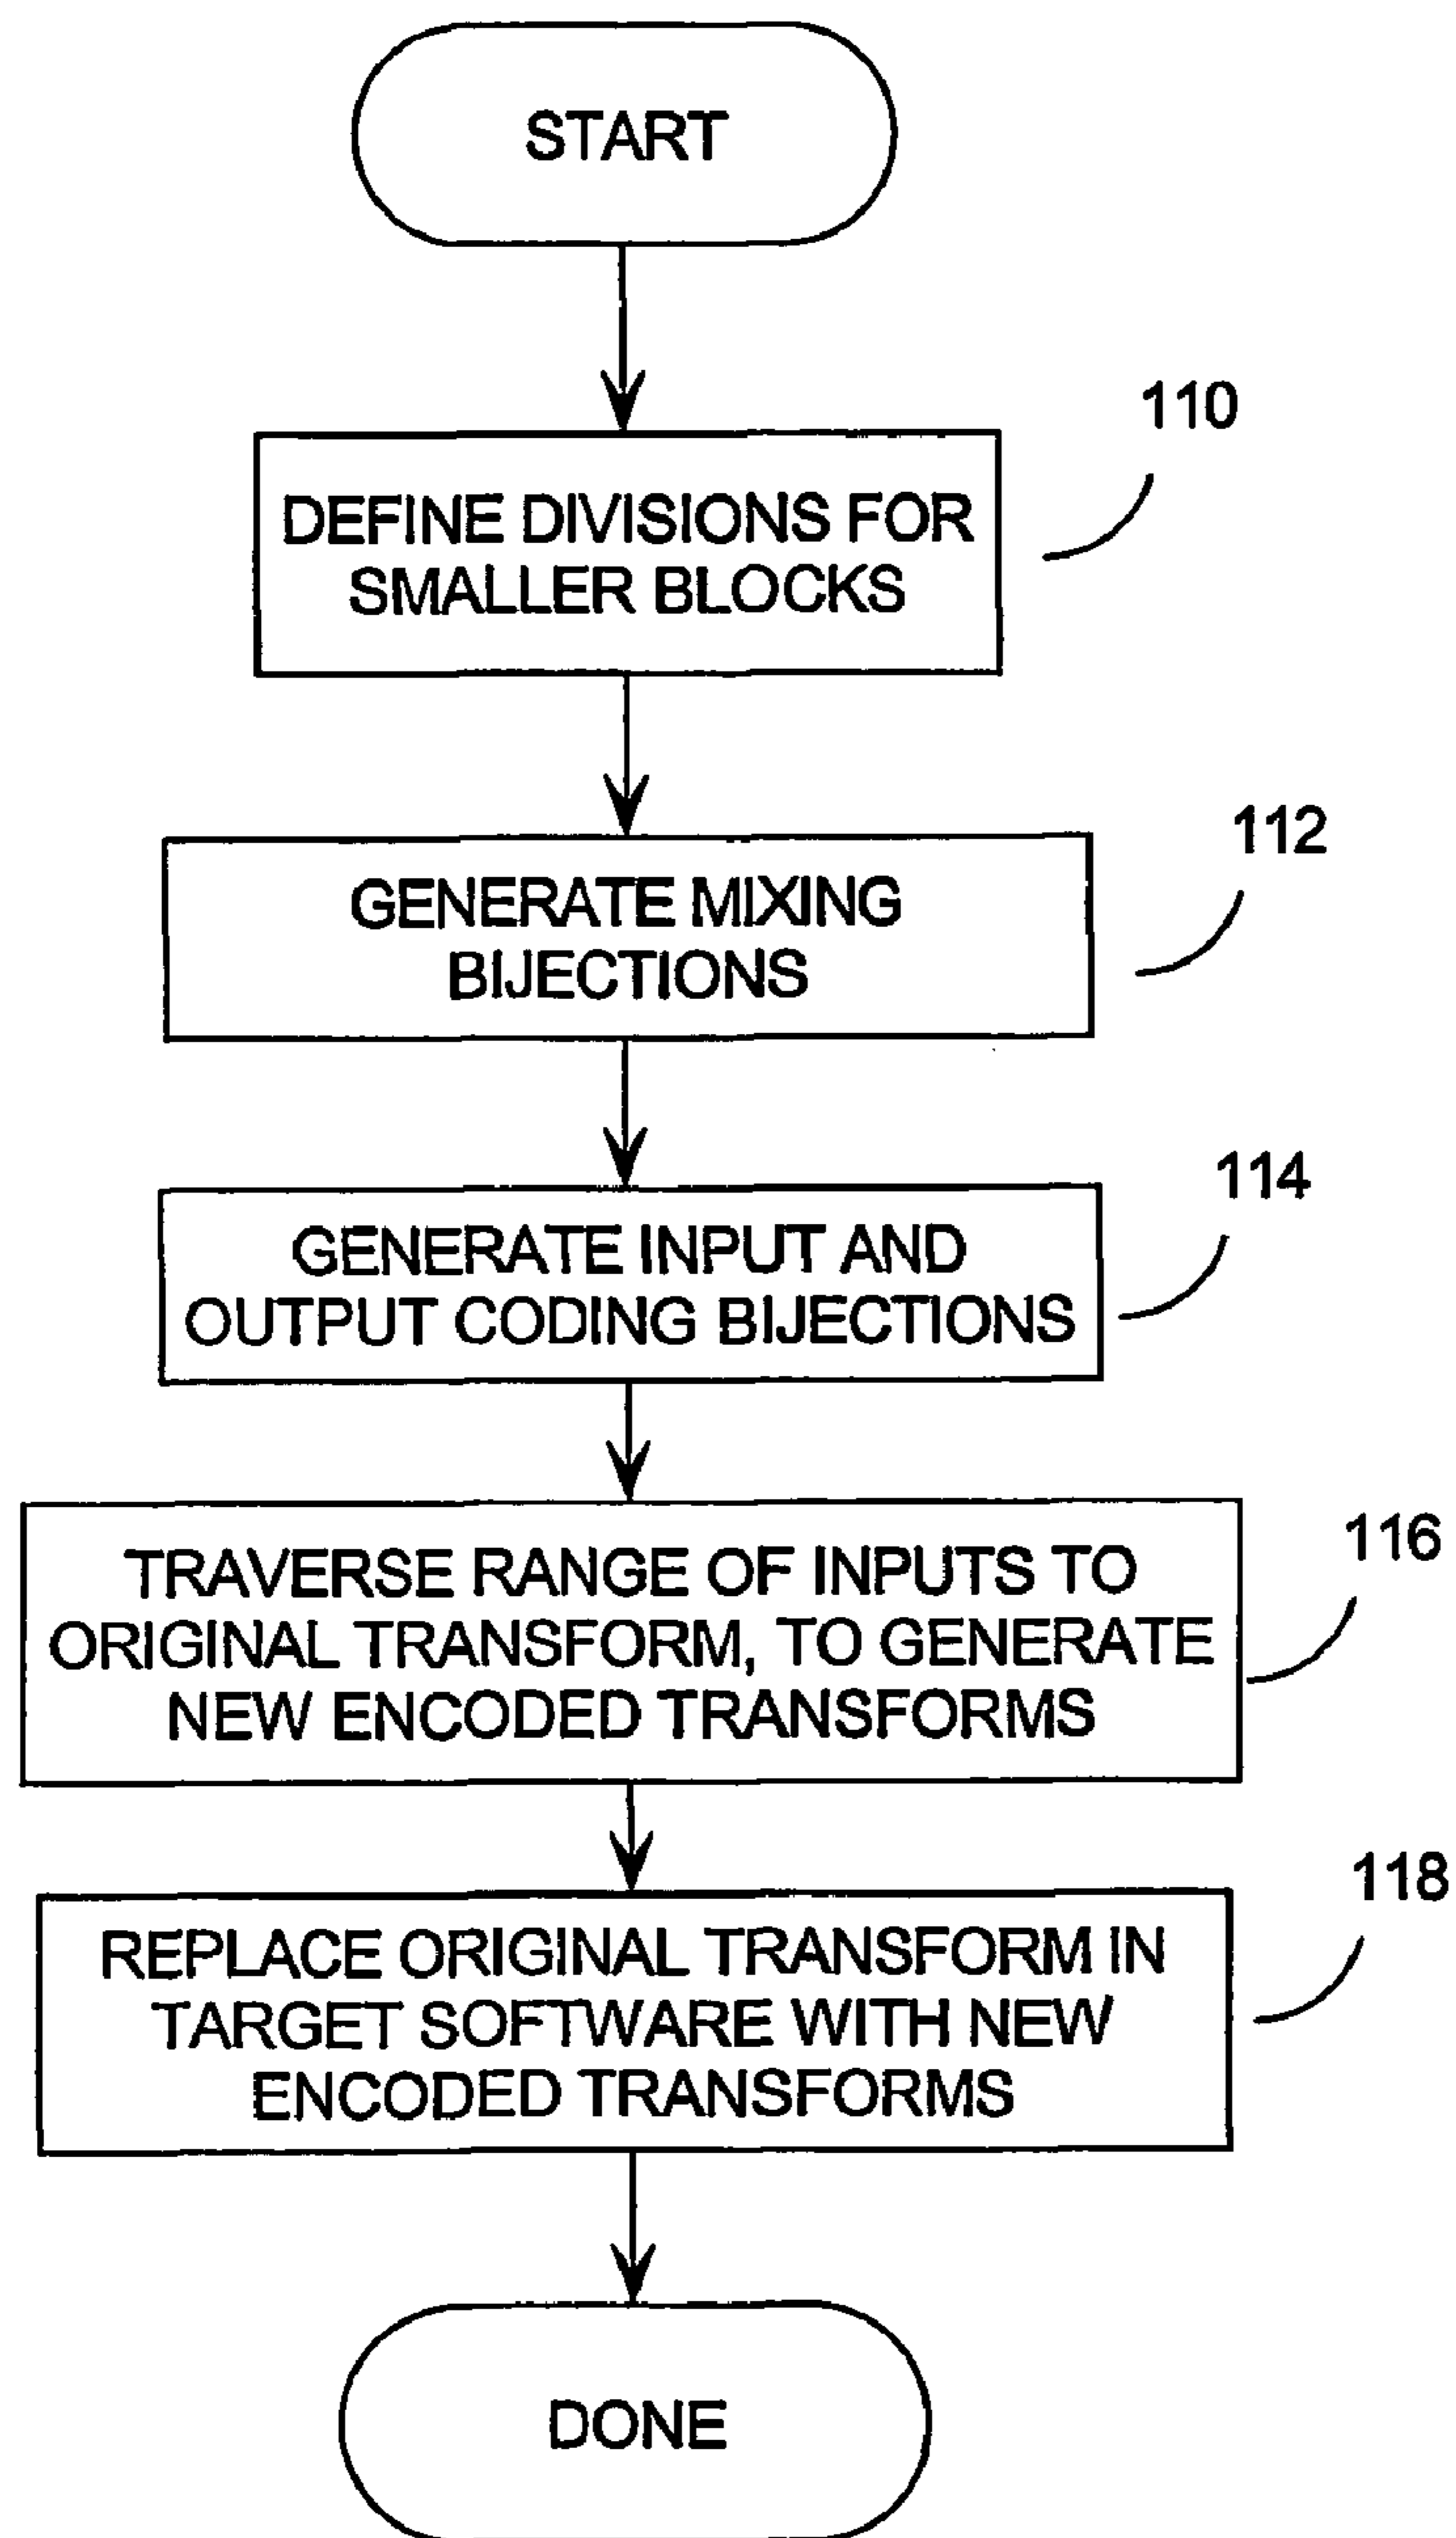 START
110
DEFINE DIVISIONS FOR
SMALLER BLOCKS
112
GENERATE MIXING
BIJECTIONS
114
GENERATE INPUT AND
OUTPUT CODING BIJECTIONS
116
TRAVERSE RANGE OF INPUTS TO
ORIGINAL TRANSFORM, TO GENERATE
NEW ENCODED TRANSFORMS
118
REPLACE ORIGINAL TRANSFORM IN
TARGET SOFTWARE WITH NEW
ENCODED TRANSFORMS
DONE